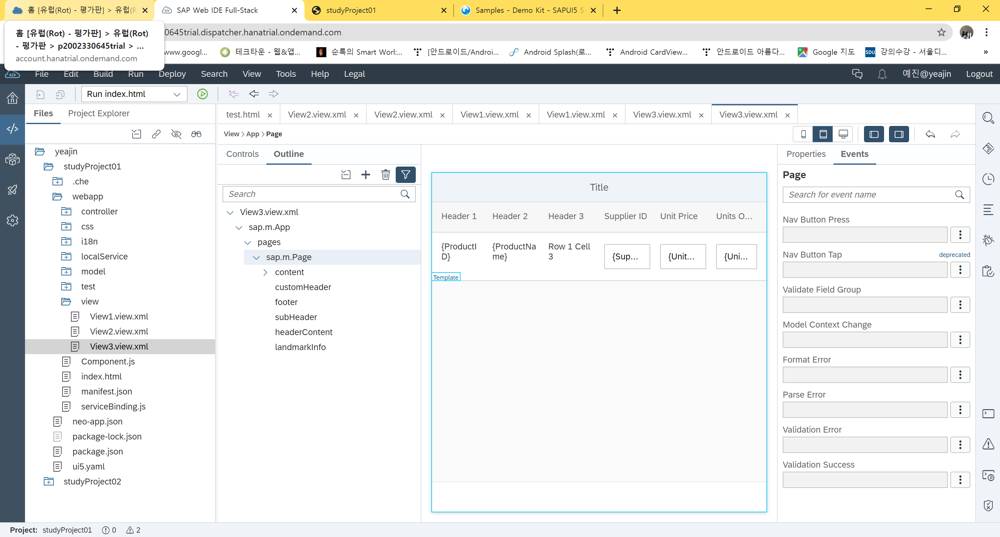 홈 [유럽(Rot) - 평가판] > 유럽(R
SAP Web IDE Full-Stack
studyProject01
Samples - Demo Kit - SAPUI5 S
홈 [유럽(Rot) - 평가판] > 유럽(Rot)
- 평가판 > p2002330645trial > ...
account.hanatrial.ondemand.com
0645trial.dispatcher.hanatrial.ondemand.com
www.googl...
테크타운 - 웹&앱...
순록의 Smart Worl:...
[안드로이드/Androi...
Android Splash(로...
Android CardView...
안드로이드 아름다...
Google 지도
SDU 강의수강 - 서울디...
»
File Edit Build Run Deploy Search View Tools Help Legal
예진@yeajin Logout
Run index.html
Files Project Explorer
test.html View2.view.xml View2.view.xml View1.view.xml View1.view.xml View3.view.xml View3.view.xml
View > App > Page
yeajin
studyProject01
.che
webapp
controller
css
i18n
localService
model
test
view
View1.view.xml
View2.view.xml
View3.view.xml
Component.js
index.html
manifest.json
serviceBinding.js
neo-app.json
package-lock.json
package.json
ui5.yaml
studyProject02
Controls Outline
Search
View3.view.xml
sap.m.App
pages
sap.m.Page
content
customHeader
footer
subHeader
headerContent
landmarkInfo
Title
Header 1 Header 2 Header 3 Supplier ID Unit Price Units O...
{ProductI
D}
{ProductNa
me}
Row 1 Cell
3
{Sup... {Unit... {Uni...
Template
Properties Events
Page
Search for event name
Nav Button Press
Nav Button Tap deprecated
Validate Field Group
Model Context Change
Format Error
Parse Error
Validation Error
Validation Success
Project: studyProject01 0 2